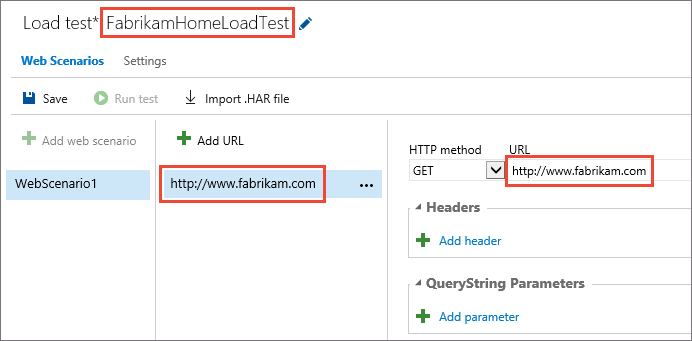 Load test* FabrikamHomeLoadTest
Web Scenarios Settings
Save Run test Import .HAR file
Add web scenario Add URL
HTTP method URL
WebScenario1 http://www.fabrikam.com ... GET http://www.fabrikam.com
Headers
Add header
QueryString Parameters
Add parameter